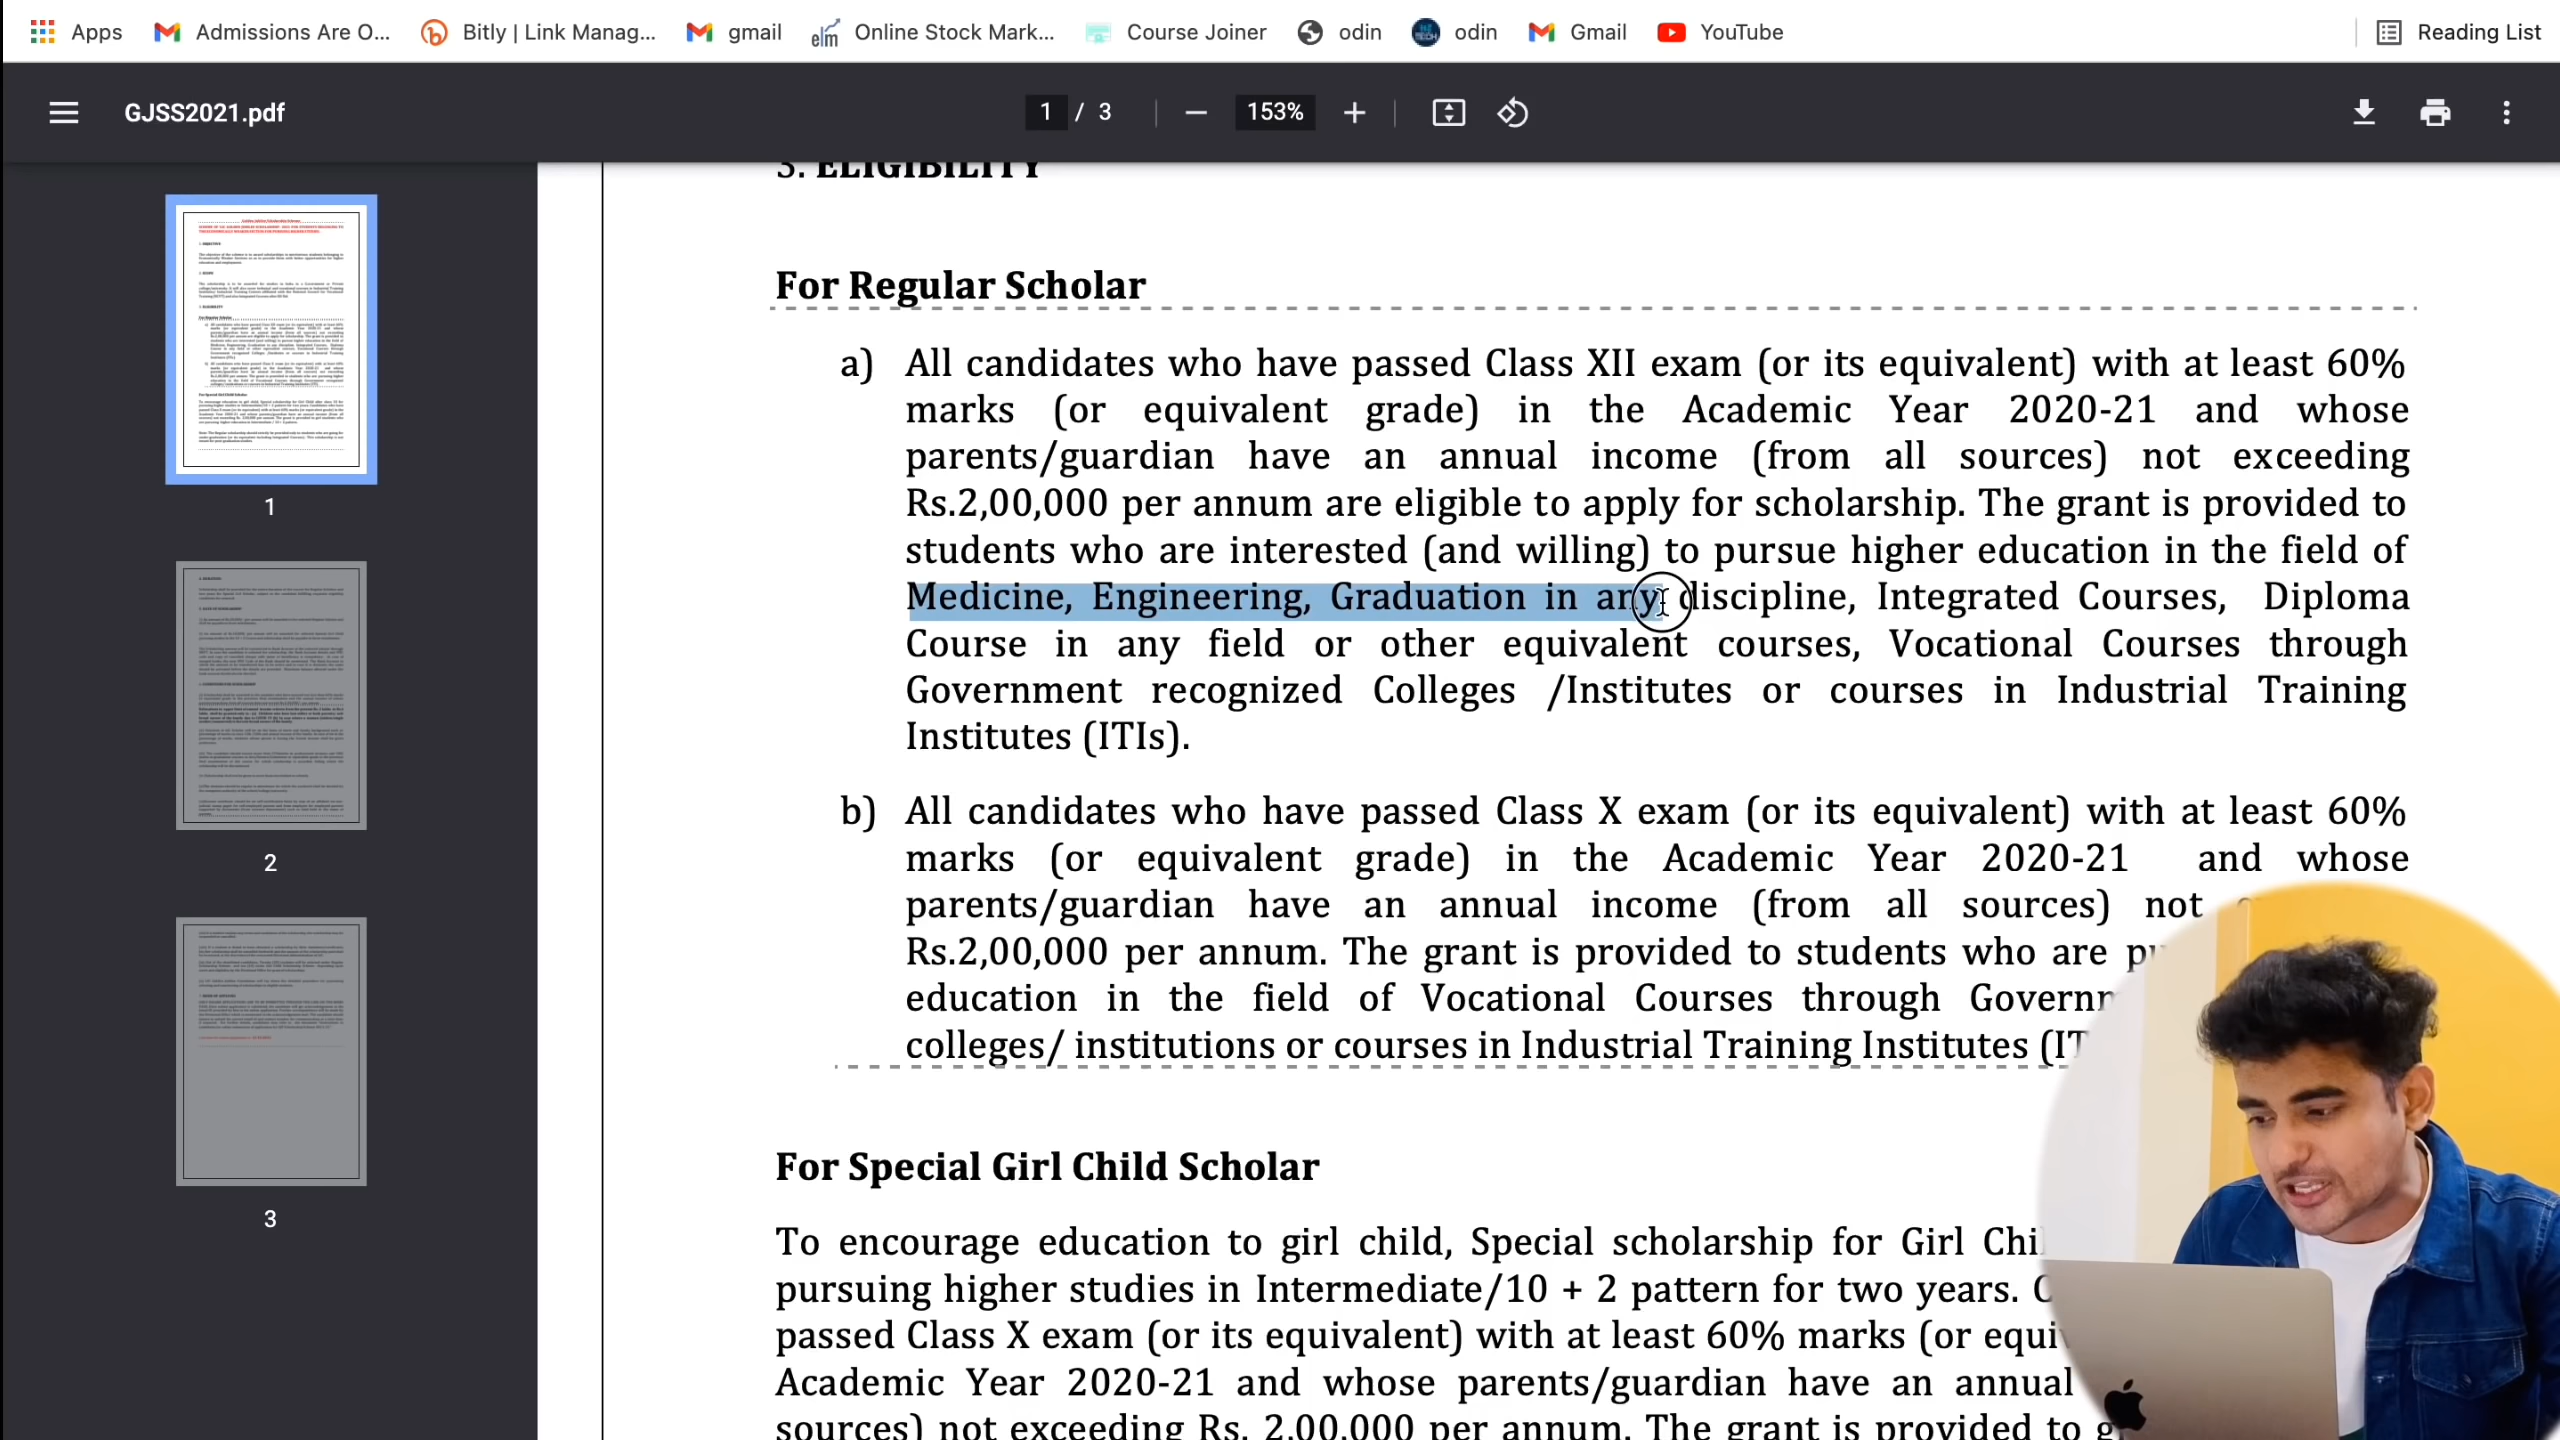 Apps
Admissions Are O...
Bitly | Link Manag...
gmail
Online Stock Mark...
Course Joiner
odin
odin
Gmail
YouTube
Reading List
GJSS2021.pdf
1 / 3
153%
1
2
3
3. ELIGIBILITY
For Regular Scholar
a) All candidates who have passed Class XII exam (or its equivalent) with at least 60%
marks (or equivalent grade) in the Academic Year 2020-21 and whose
parents/guardian have an annual income (from all sources) not exceeding
Rs.2,00,000 per annum are eligible to apply for scholarship. The grant is provided to
students who are interested (and willing) to pursue higher education in the field of
Medicine, Engineering, Graduation in any discipline, Integrated Courses, Diploma
Course in any field or other equivalent courses, Vocational Courses through
Government recognized Colleges /Institutes or courses in Industrial Training
Institutes (ITIs).
b) All candidates who have passed Class X exam (or its equivalent) with at least 60%
marks (or equivalent grade) in the Academic Year 2020-21 and whose
parents/guardian have an annual income (from all sources) not
Rs.2,00,000 per annum. The grant is provided to students who are
education in the field of Vocational Courses through
colleges/ institutions or courses in Industrial Training Institutes
For Special Girl Child Scholar
To encourage education to girl child, Special scholarship for Girl
pursuing higher studies in Intermediate/10 + 2 pattern for two years.
passed Class X exam (or its equivalent) with at least 60% marks (or
Academic Year 2020-21 and whose parents/guardian have an annual
sources) not exceeding Rs. 2,00,000 per annum. The grant is provided to